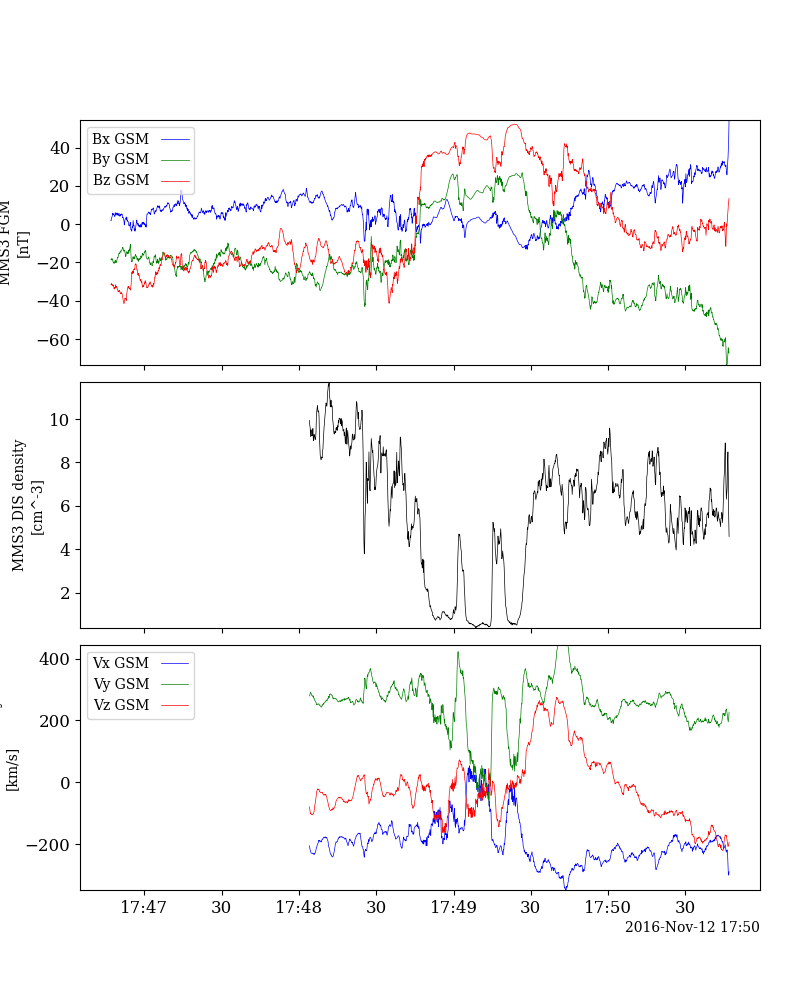 MMS3 FGM
[nT]
Bx GSM
By GSM
Bz GSM
40
20
0
−20
−40
−60
MMS3 DIS density
[cm^-3]
10
8
6
4
2
[km/s]
Vx GSM
Vy GSM
Vz GSM
400
200
0
−200
17:47 30 17:48 30 17:49 30 17:50 30
2016-Nov-12 17:50